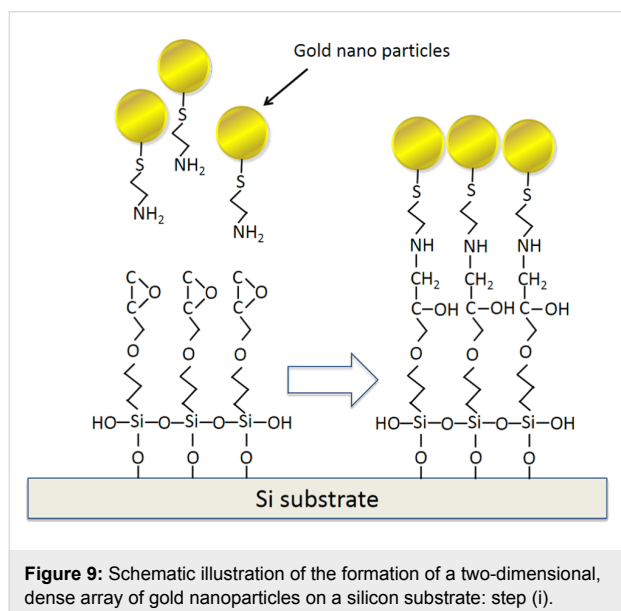 Gold nano particles
S
S
S
NH₂
NH₂
NH₂
C C C
O O O
C C C
O O O
HO–Si–O–Si–O–Si–OH
O O O
S S S
NH NH NH
CH₂ CH₂ CH₂
C–OH C–OH C–OH
O O O
HO–Si–O–Si–O–Si–OH
O O O
Si substrate
Figure 9: Schematic illustration of the formation of a two-dimensional,
dense array of gold nanoparticles on a silicon substrate: step (i).